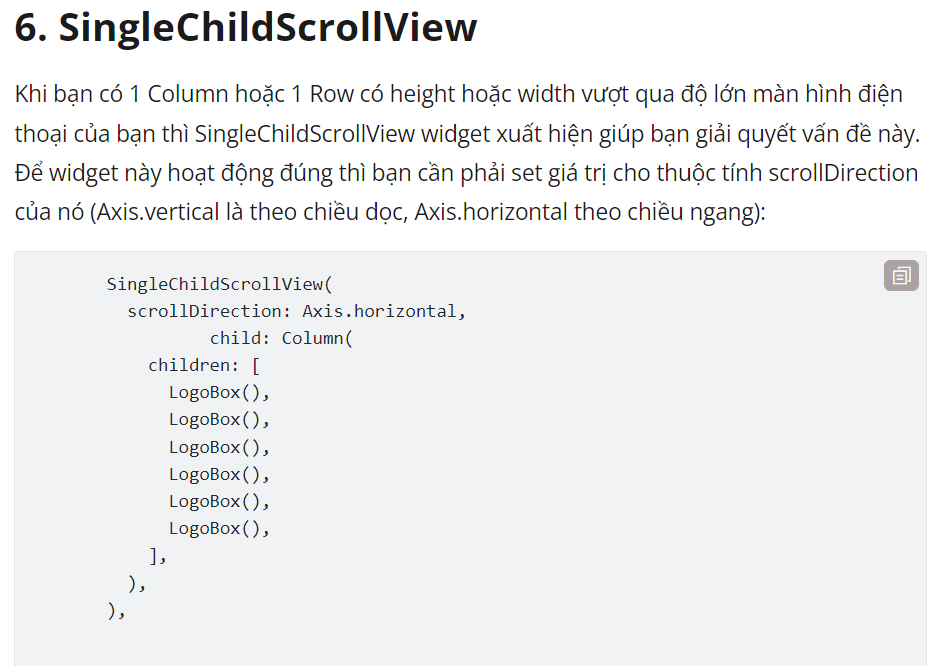 6. SingleChildScrollView
Khi bạn có 1 Column hoặc 1 Row có height hoặc width vượt qua độ lớn màn hình điện
thoại của bạn thì SingleChildScrollView widget xuất hiện giúp bạn giải quyết vấn đề này.
Để widget này hoạt động đúng thì bạn cần phải set giá trị cho thuộc tính scrollDirection
của nó (Axis.vertical là theo chiều dọc, Axis.horizontal theo chiều ngang):
SingleChildScrollView(
scrollDirection: Axis.horizontal,
child: Column(
children: [
LogoBox(),
LogoBox(),
LogoBox(),
LogoBox(),
LogoBox(),
LogoBox(),
],
),
),